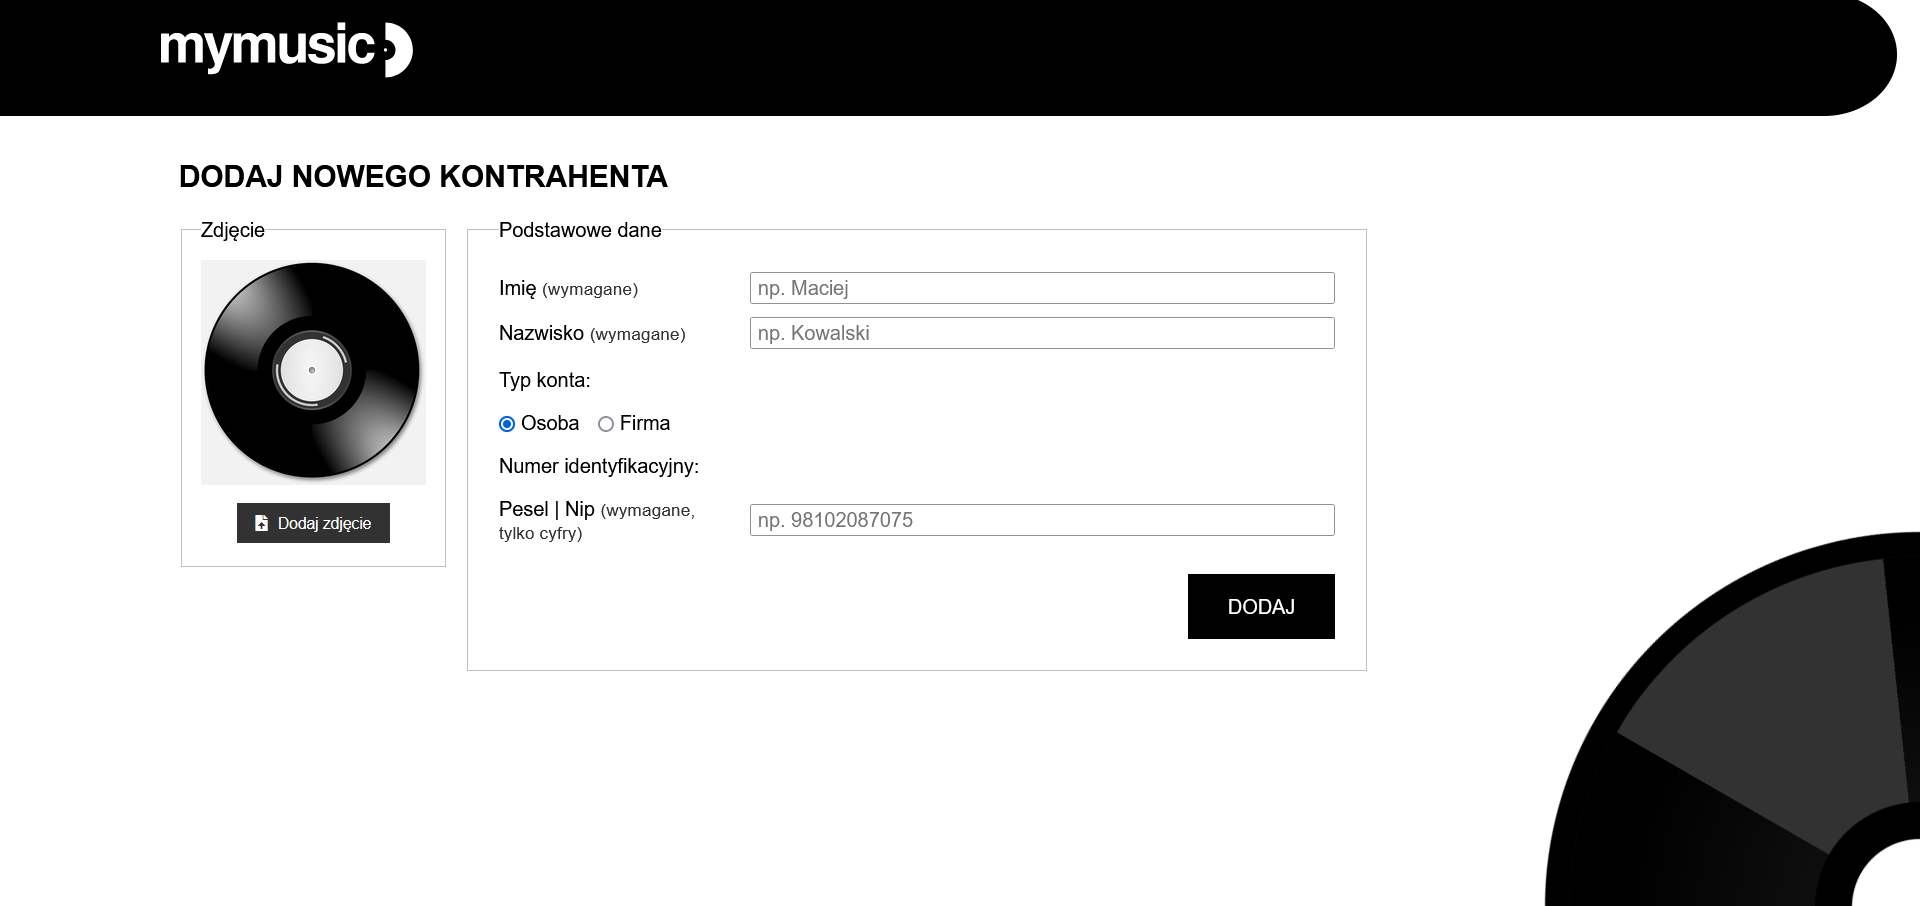 mymusic
DODAJ NOWEGO KONTRAHENTA
Zdjęcie
Dodaj zdjęcie
Podstawowe dane
Imię (wymagane)
np. Maciej
Nazwisko (wymagane)
np. Kowalski
Typ konta:
Osoba Firma
Numer identyfikacyjny:
Pesel | Nip (wymagane,
tylko cyfry)
np. 98102087075
DODAJ